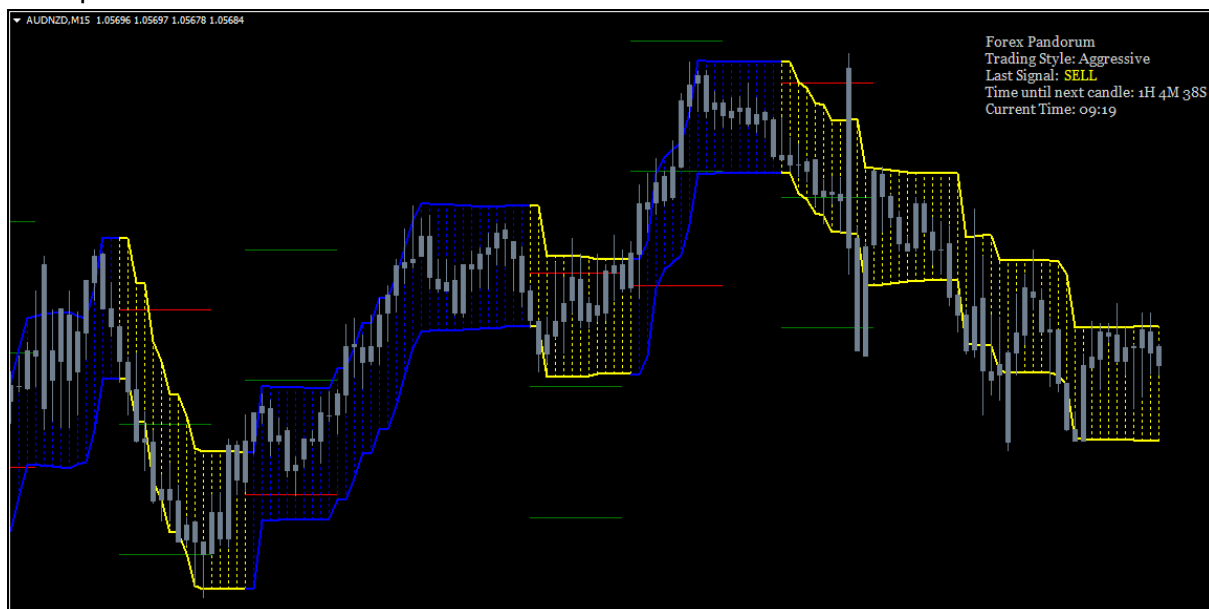 AUDNZD,M15 1.05696 1.05697 1.05678 1.05684
Forex Pandorum
Trading Style: Aggressive
Last Signal: SELL
Time until next candle: 1H 4M 38S
Current Time: 09:19